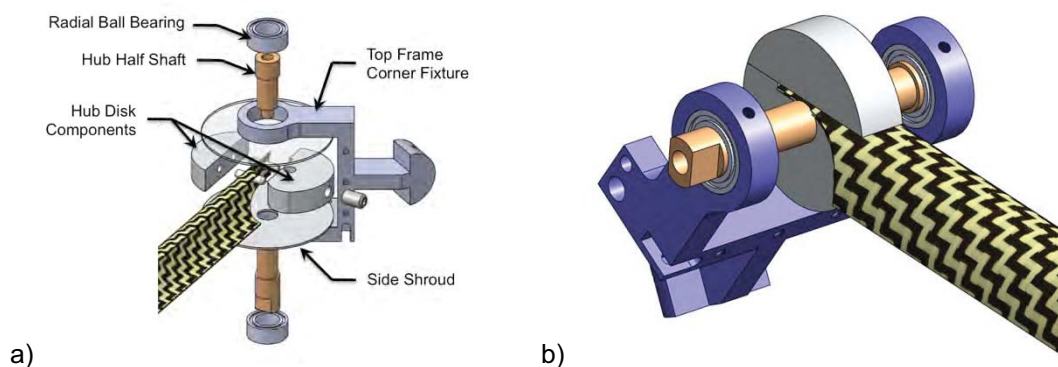 Radial Ball Bearing
Hub Half Shaft
Hub Disk
Components
Top Frame
Corner Fixture
Side Shroud
a)
b)